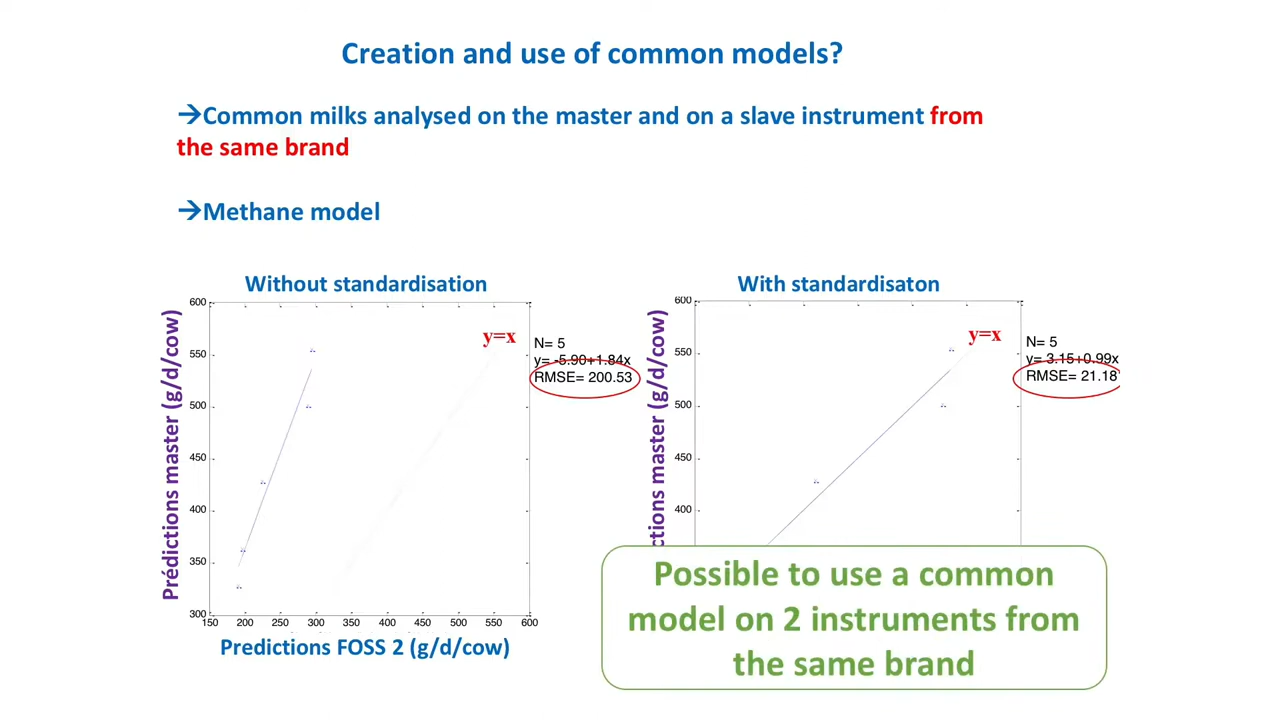 Creation and use of common models?
→Common milks analysed on the master and on a slave instrument from
the same brand
→Methane model
Without standardisation
600
550
500
450
400
350
300
150 200 250 300 350 400 450 500 550 600
Prédictions master (g/d/cow)
Predictions FOSS 2 (g/d/cow)
y=x
N= 5
y= -5.90+1.84x
RMSE= 200.53
With standardisaton
600
550
500
450
400
ctions master (g/d/cow)
y=x
N= 5
y= 3.15+0.99x
RMSE= 21.18
Possible to use a common
model on 2 instruments from
the same brand